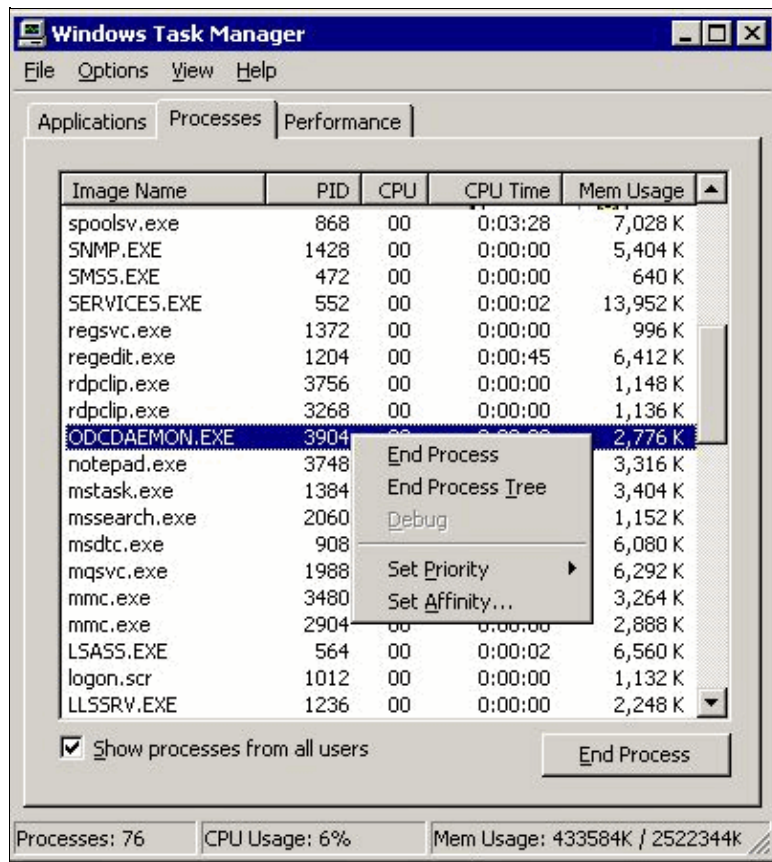 Windows Task Manager
File Options View Help
Applications Processes Performance
Image Name PID CPU CPU Time Mem Usage
spoolsv.exe 868 00 0:03:28 7,028 K
SNMP.EXE 1428 00 0:00:00 5,404 K
SMSS.EXE 472 00 0:00:00 640 K
SERVICES.EXE 552 00 0:00:02 13,952 K
regsvc.exe 1372 00 0:00:00 996 K
regedit.exe 1204 00 0:00:45 6,412 K
rdpclip.exe 3756 00 0:00:00 1,148 K
rdpclip.exe 3268 00 0:00:00 1,136 K
ODCDAEMON.EXE 3904 2,776 K
notepad.exe 3748 3,316 K
mstask.exe 1384 3,404 K
mssearch.exe 2060 1,152 K
msdtc.exe 908 6,080 K
mqsvc.exe 1988 6,292 K
mmc.exe 3480 3,264 K
mmc.exe 2904 2,888 K
LSASS.EXE 564 00 0:00:02 6,560 K
logon.scr 1012 00 0:00:00 1,132 K
LLSSRV.EXE 1236 00 0:00:00 2,248 K
End Process
End Process Tree
Debug
Set Priority
Set Affinity...
Show processes from all users
End Process
Processes: 76 CPU Usage: 6% Mem Usage: 433584K / 2522344K